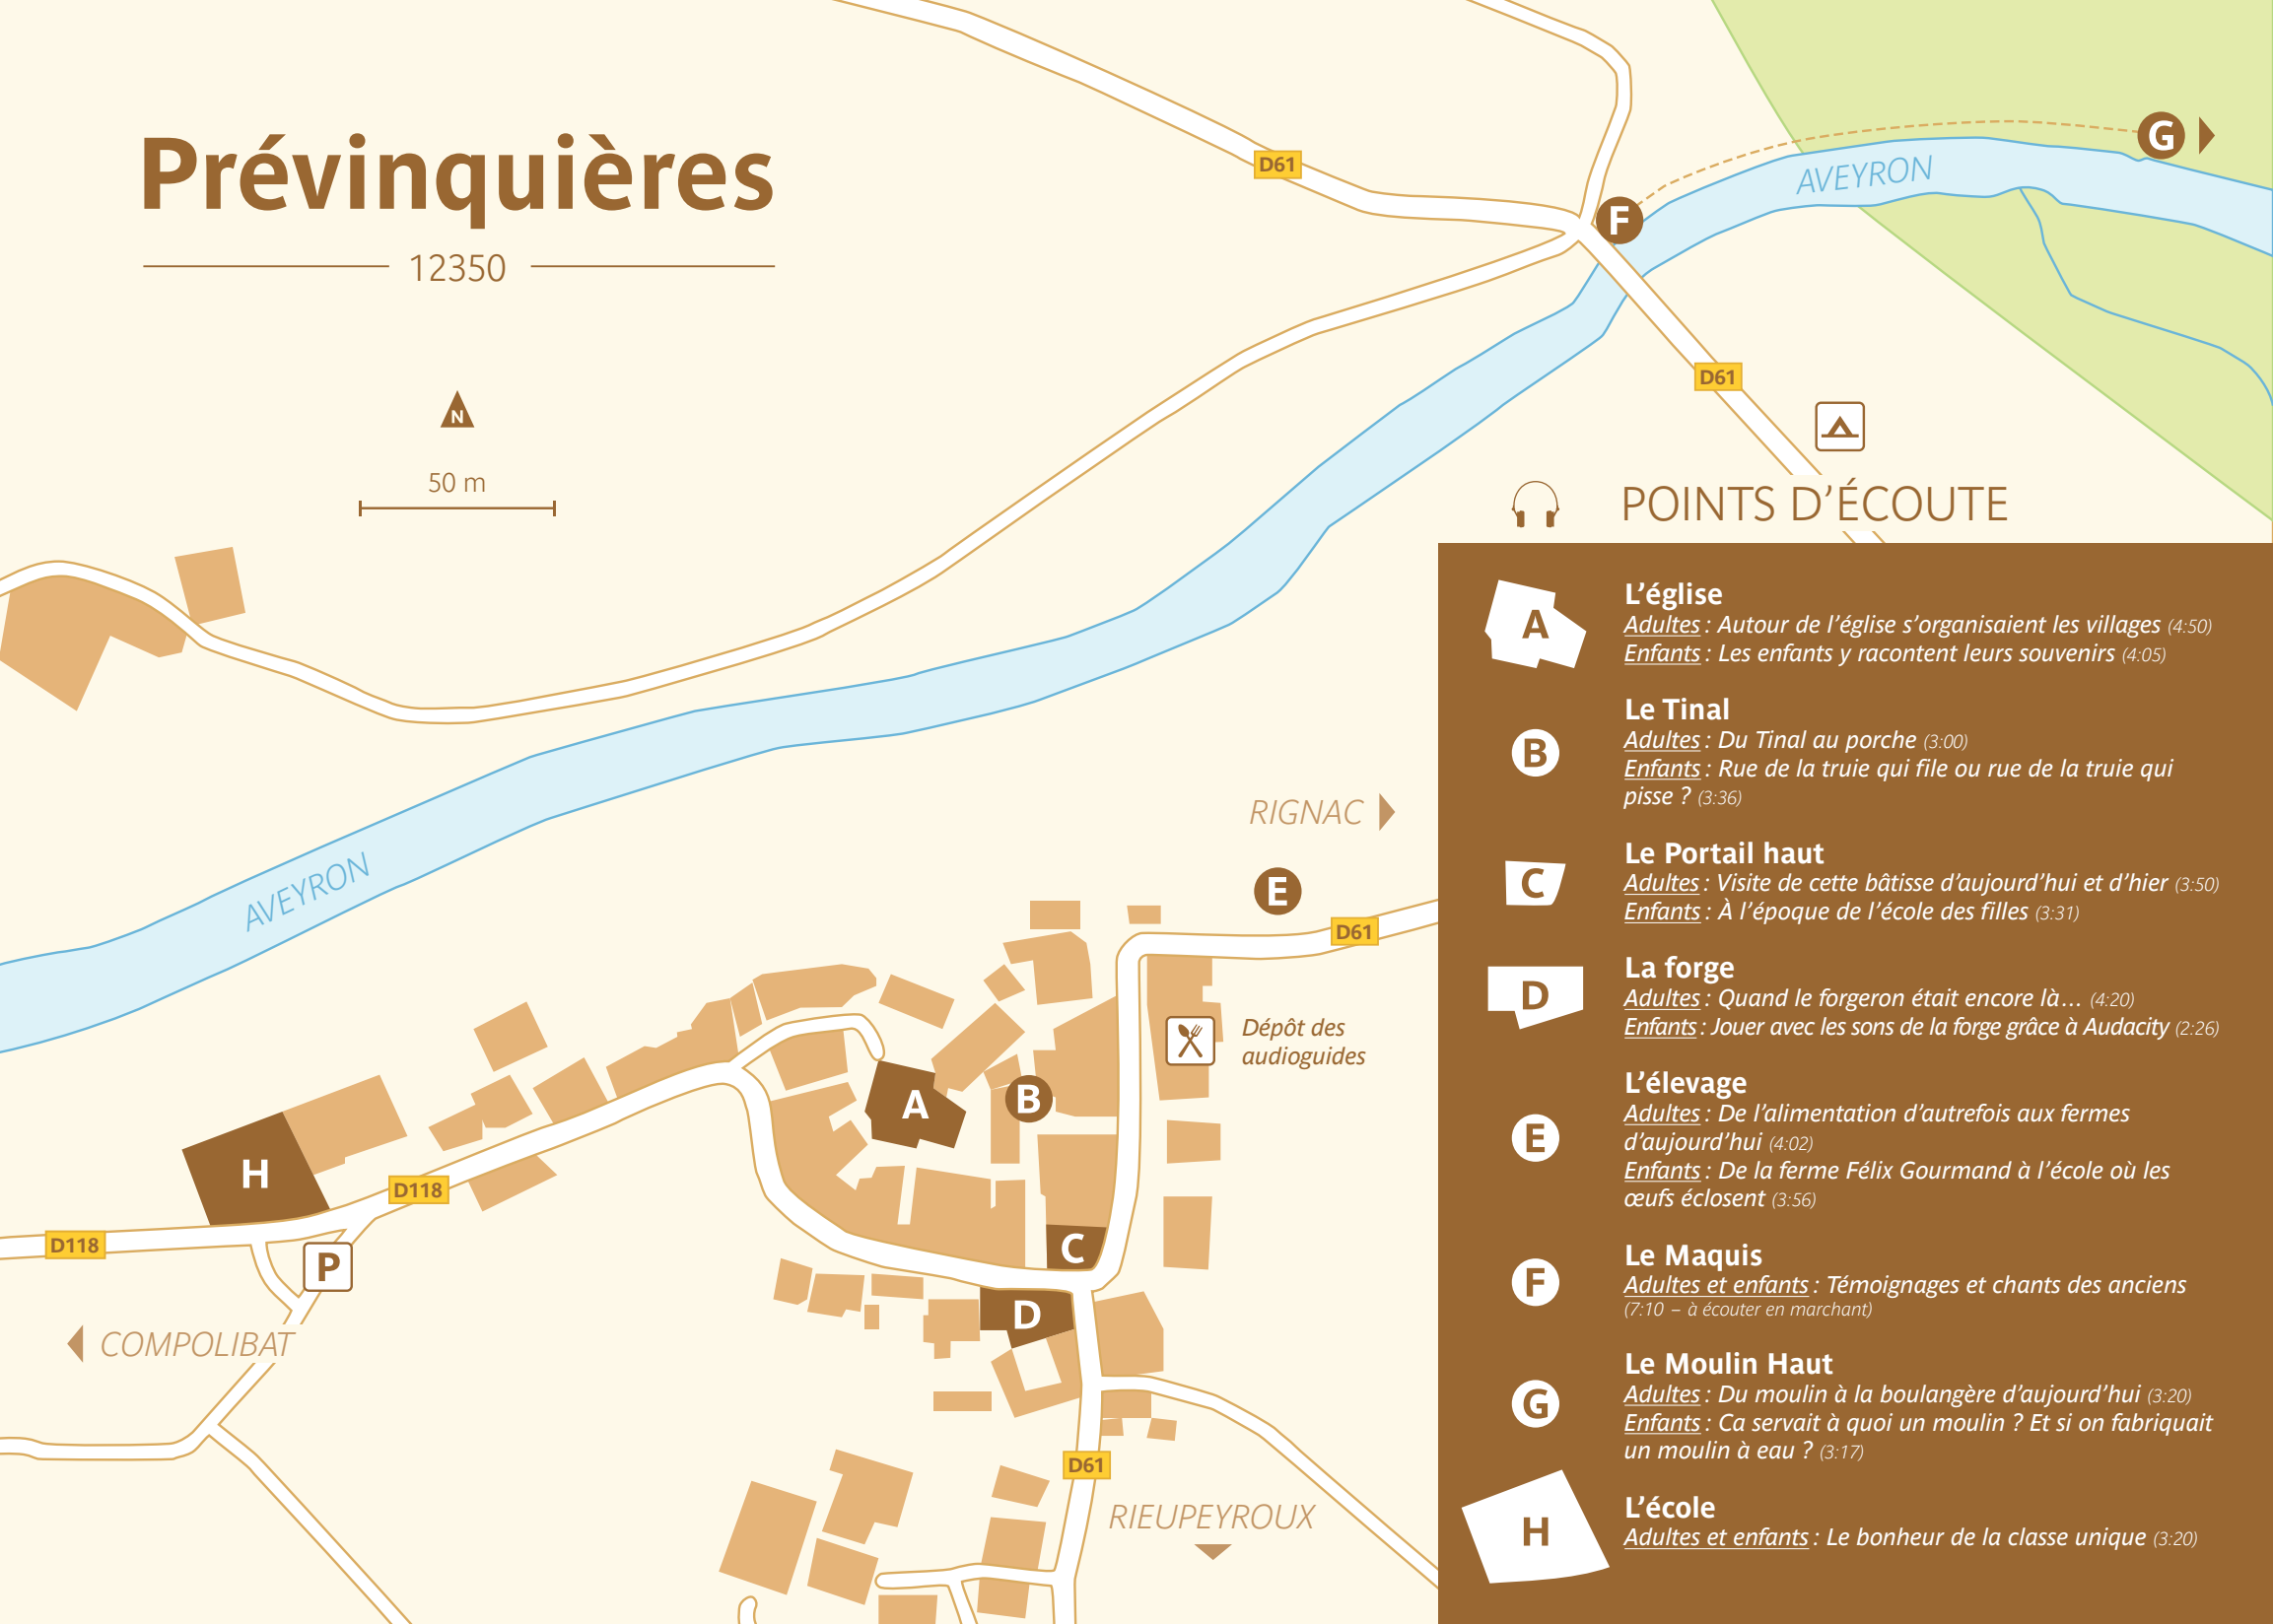 Prévinquières
12350
N
50 m
D61
F
AVEYRON
G
D61
AVEYRON
RIGNAC
E
D61
Dépôt des
audioguides
A
B
H
D118
D118
P
C
COMPOLIBAT
D
D61
RIEUPEYROUX
POINTS D’ÉCOUTE
A
L’église
Adultes : Autour de l’église s’organisaient les villages (4:50)
Enfants : Les enfants y racontent leurs souvenirs (4:05)
B
Le Tinal
Adultes : Du Tinal au porche (3:00)
Enfants : Rue de la truie qui file ou rue de la truie qui
pisse ? (3:36)
C
Le Portail haut
Adultes : Visite de cette bâtisse d’aujourd’hui et d’hier (3:50)
Enfants : À l’époque de l’école des filles (3:31)
D
La forge
Adultes : Quand le forgeron était encore là… (4:20)
Enfants : Jouer avec les sons de la forge grâce à Audacity (2:26)
E
L’élevage
Adultes : De l’alimentation d’autrefois aux fermes
d’aujourd’hui (4:02)
Enfants : De la ferme Félix Gourmand à l’école où les
œufs éclosent (3:56)
F
Le Maquis
Adultes et enfants : Témoignages et chants des anciens
(7:10 – à écouter en marchant)
G
Le Moulin Haut
Adultes : Du moulin à la boulangère d’aujourd’hui (3:20)
Enfants : Ca servait à quoi un moulin ? Et si on fabriquait
un moulin à eau ? (3:17)
H
L’école
Adultes et enfants : Le bonheur de la classe unique (3:20)